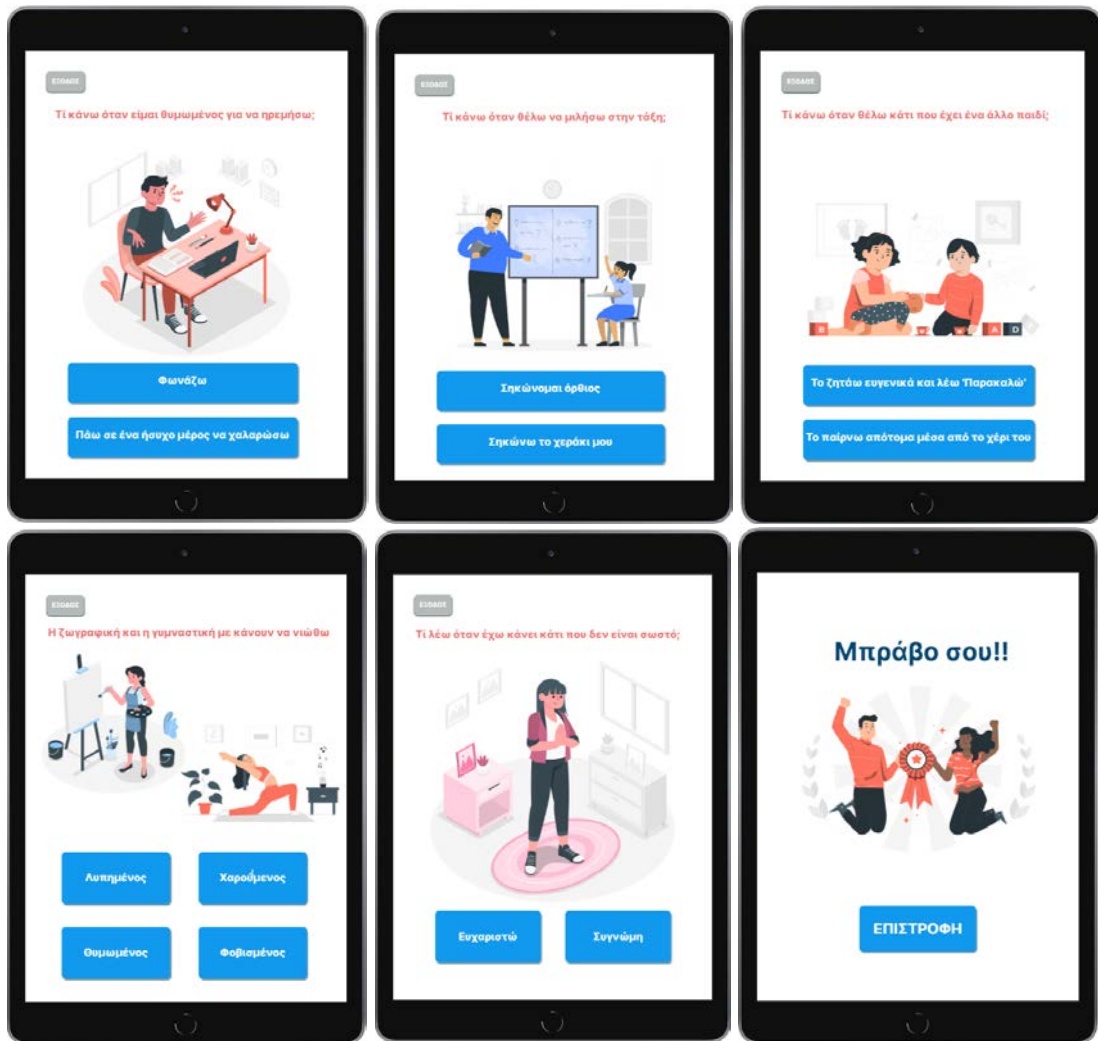 ΕΞΟΔΟΣ
Τί κάνω όταν είμαι θυμωμένος για να ηρεμήσω;
Φωνάζω
Πάω σε ένα ήσυχο μέρος να χαλαρώσω
ΕΞΟΔΟΣ
Τί κάνω όταν θέλω να μιλήσω στην τάξη;
Σηκώνομαι όρθιος
Σηκώνω το χεράκι μου
ΕΞΟΔΟΣ
Τί κάνω όταν θέλω κάτι που έχει ένα άλλο παιδί;
B
A
D
Το ζητάω ευγενικά και λέω 'Παρακαλώ'
Το παίρνω απότομα μέσα από το χέρι του
ΕΞΟΔΟΣ
Η ζωγραφική και η γυμναστική με κάνουν να νιώθω
Λυπημένος
Χαρούμενος
Θυμωμένος
Φοβισμένος
ΕΞΟΔΟΣ
Τί λέω όταν έχω κάνει κάτι που δεν είναι σωστό;
Ευχαριστώ
Συγνώμη
Μπράβο σου!!
ΕΠΙΣΤΡΟΦΗ